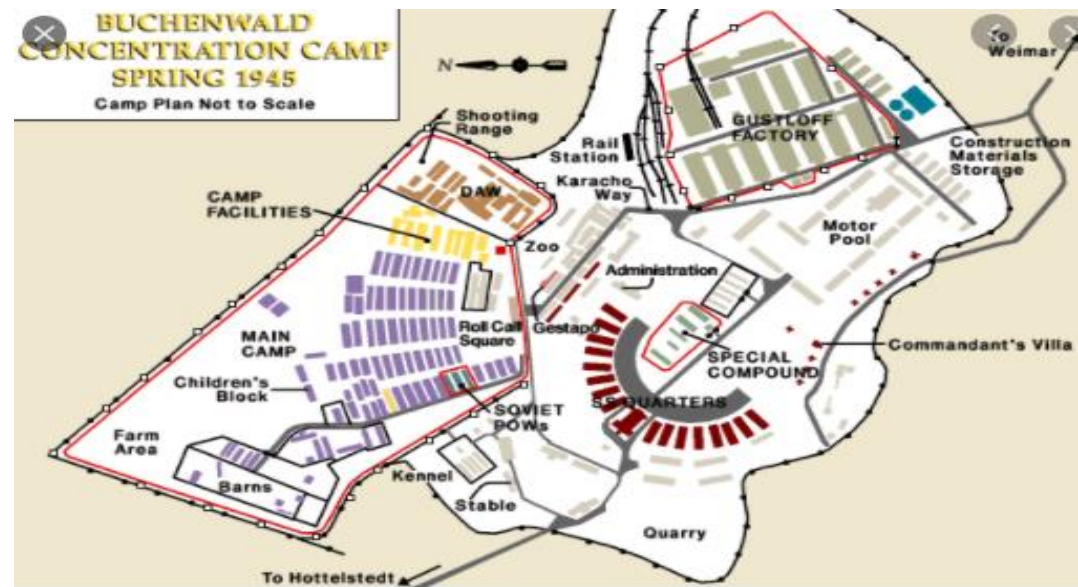 BUCHENWALD
CONCENTRATION CAMP
SPRING 1945
Camp Plan Not to Scale
N
To
Weimar
Shooting
Range
GUSTLOFF
FACTORY
Rail
Station
Construction
Materials
Storage
DAW
Karacho
Way
CAMP
FACILITIES
Motor
Pool
Zoo
Administration
Roll Call
Square
Gestapo
MAIN
CAMP
Commandant's Villa
SPECIAL
COMPOUND
Children's
Block
SS QUARTERS
SOVIET
POWs
Farm
Area
Kennel
Barns
Stable
Quarry
To Hottelstedt